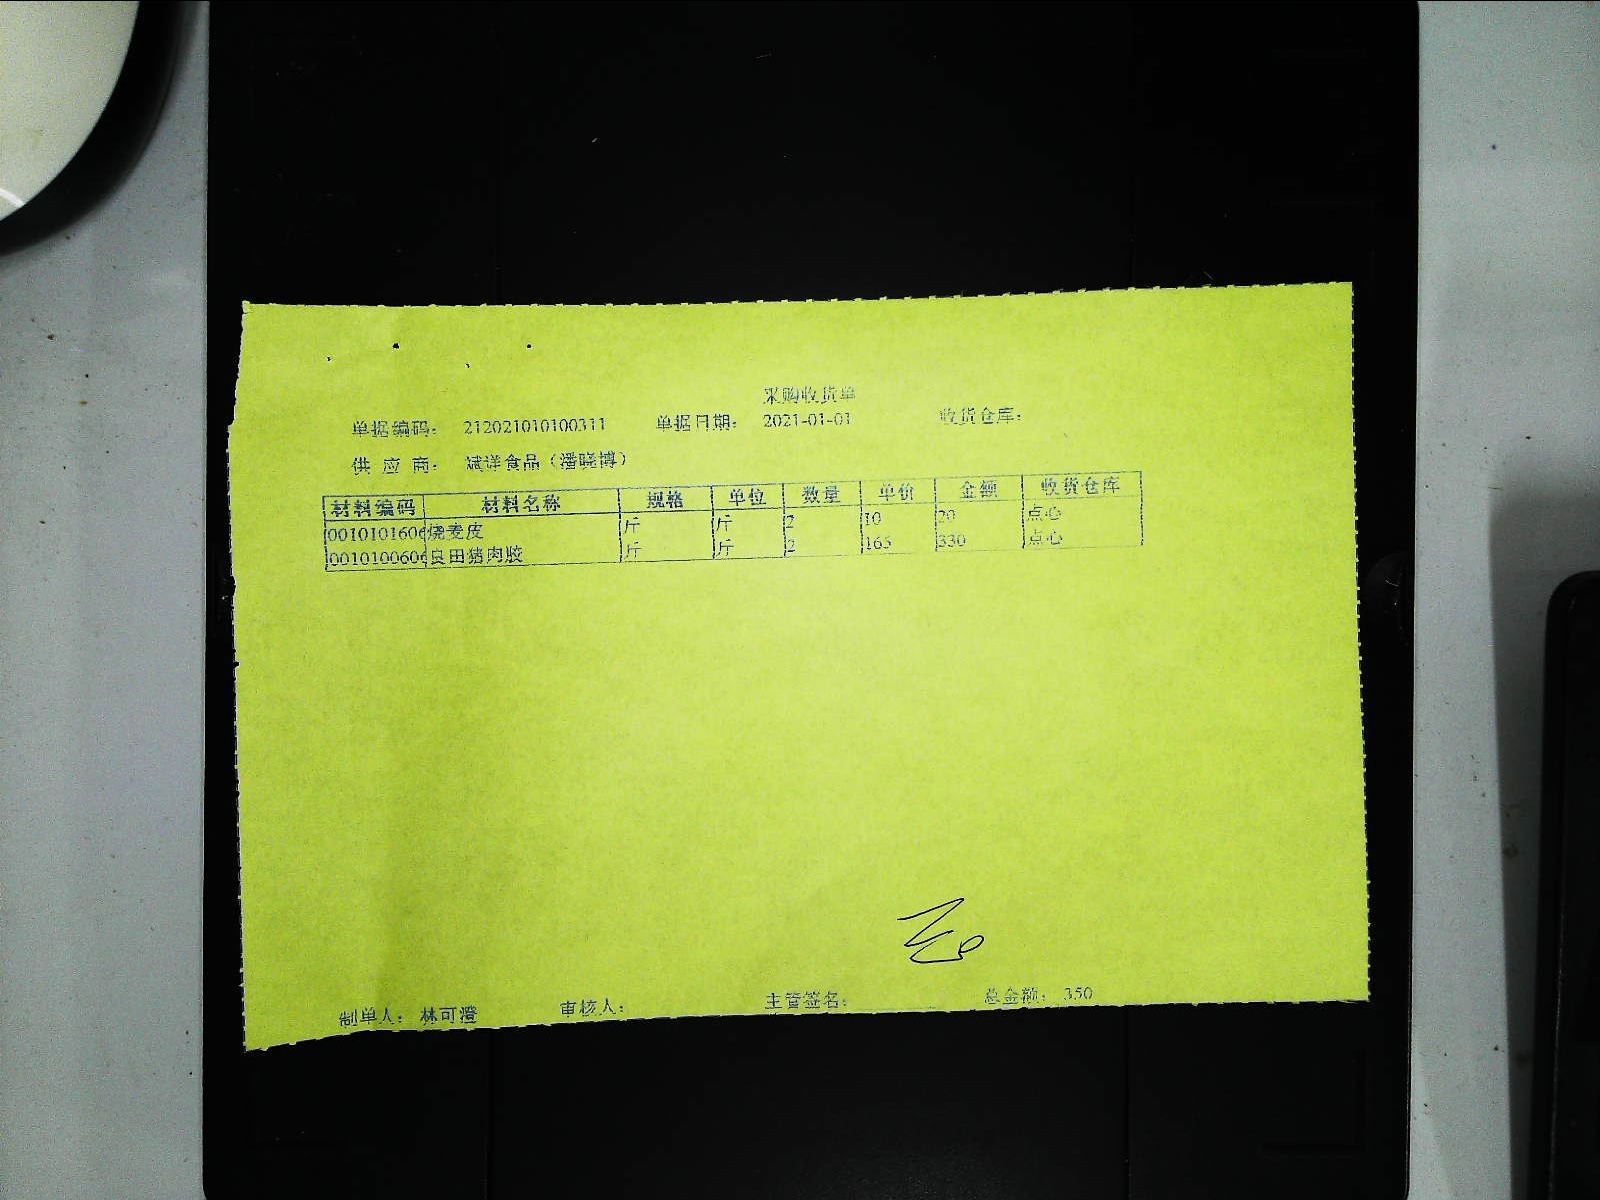 采购收货单
单据编码: 212021010100311 单据日期: 2021-01-01 收货仓库:
供 应 商: 斌洋食品(潘晓博)
材料编码 材料名称 规格 单位 数量 单价 金额 收货仓库
0010101606 烧麦皮 斤 斤 2 10 20 点心
0010100606 良田猪肉胶 斤 斤 2 165 330 点心
制单人: 林可澄 审核人: 主管签名: 总金额: 350